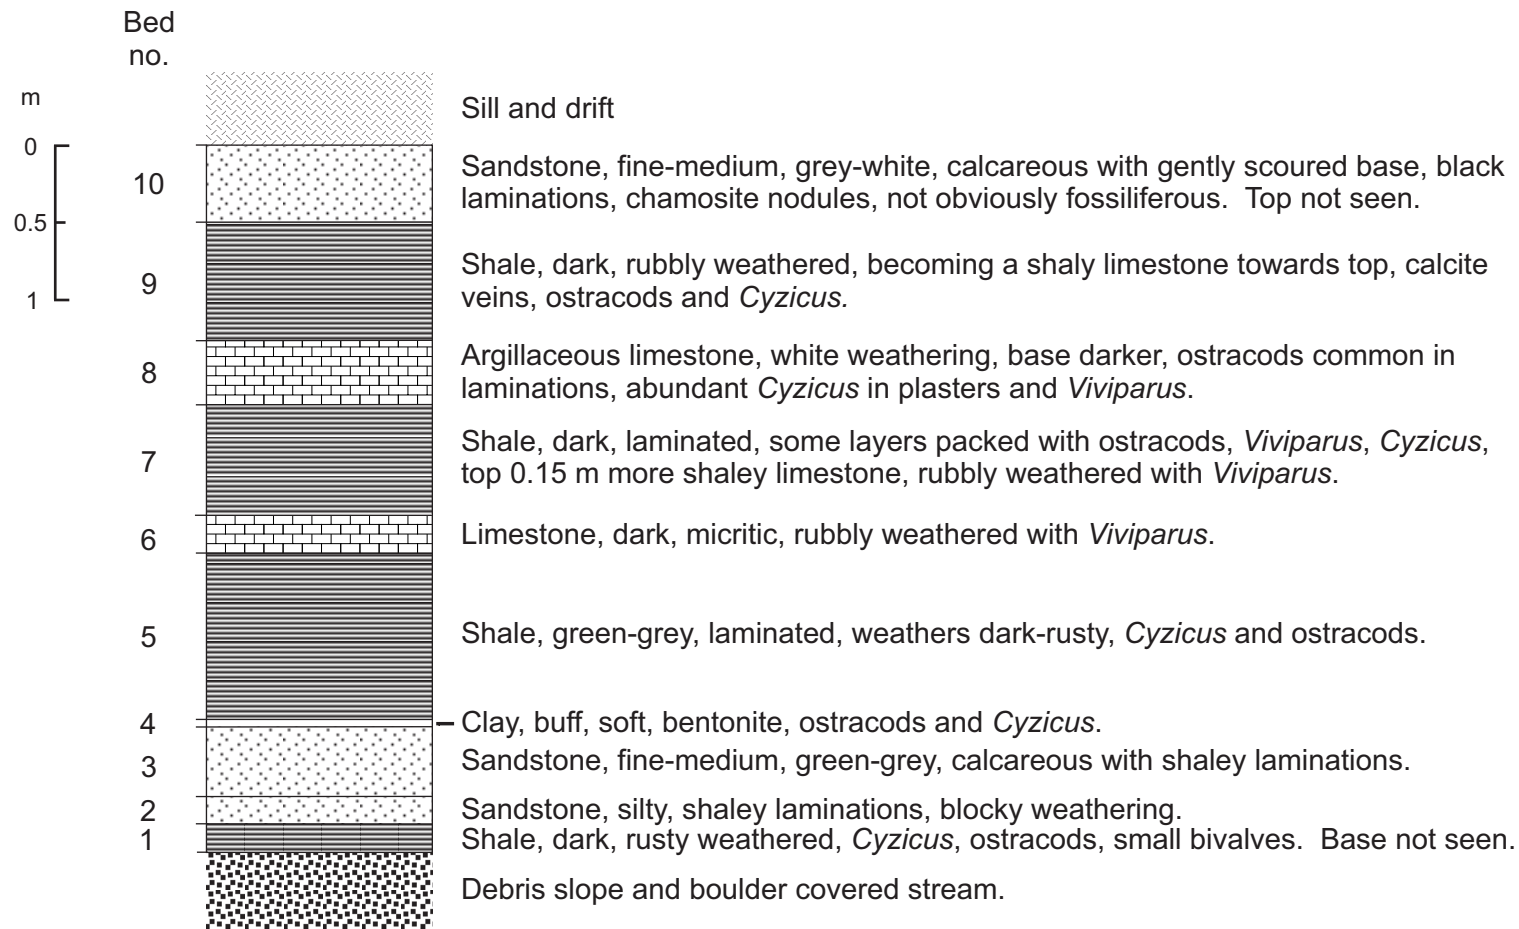 Bed
no.
m
Sill and drift
0
10
Sandstone, fine-medium, grey-white, calcareous with gently scoured base, black
laminations, chamosite nodules, not obviously fossiliferous.  Top not seen.
0.5
1
9
Shale, dark, rubbly weathered, becoming a shaly limestone towards top, calcite
veins, ostracods and Cyzicus.
8
Argillaceous limestone, white weathering, base darker, ostracods common in
laminations, abundant Cyzicus in plasters and Viviparus.
7
Shale, dark, laminated, some layers packed with ostracods, Viviparus, Cyzicus,
top 0.15 m more shaley limestone, rubbly weathered with Viviparus.
6
Limestone, dark, micritic, rubbly weathered with Viviparus.
5
Shale, green-grey, laminated, weathers dark-rusty, Cyzicus and ostracods.
4
Clay, buff, soft, bentonite, ostracods and Cyzicus.
3
Sandstone, fine-medium, green-grey, calcareous with shaley laminations.
2
Sandstone, silty, shaley laminations, blocky weathering.
1
Shale, dark, rusty weathered, Cyzicus, ostracods, small bivalves.  Base not seen.
Debris slope and boulder covered stream.